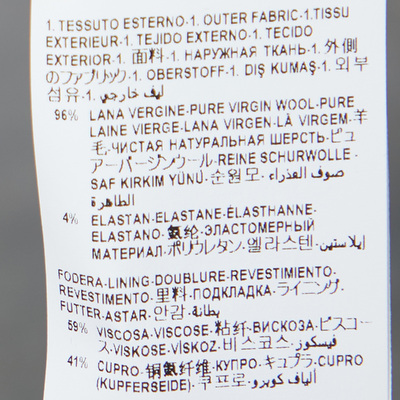 1. TESSUTO ESTERNO-1. OUTER FABRIC-1.TISSU
EXTERIEUR-1. TEJIDO EXTERNO-1. TECIDO
EXTERIOR-1. 面料-1. НАРУЖНАЯ ТКАНЬ-1. 外側
のファブリック-1. OBERSTOFF-1. DIŞ KUMAŞ-1. 외부
섬유-1. ليف خارجي-1.
96% LANA VERGINE-PURE VIRGIN WOOL-PURE
LAINE VIERGE-LANA VIRGEN-LÀ VIRGEM-羊
毛-ЧИСТАЯ НАТУРАЛЬНАЯ ШЕРСТЬ-ピュ
アーバージンウール-REINE SCHURWOLLE-
SAF KIRKIM YÜNÜ-순원모-صوف العذراء
الطاهرة
4% ELASTAN-ELASTANE-ÉLASTHANNE-
ELASTANO-氨纶-ЭЛАСТОМЕРНЫЙ
МАТЕРИАЛ-ポリウレタン-엘라스텐-إيلاستين
FODERA-LINING-DOUBLURE-REVESTIMIENTO-
REVESTIMENTO-里料-ПОДКЛАДКА-ライニング-
FUTTER-ASTAR-안감-بطانة
59% VISCOSA-VISCOSE-粘纤-ВИСКОЗА-ビスコー
ス-VISKOSE-VİSKOZ-비스코스-فيسكوز
41% CUPRO-铜氨纤维-КУПРО-キュプラ-CUPRO
(KUPFERSEIDE)-쿠프로-ألياف كوبرو